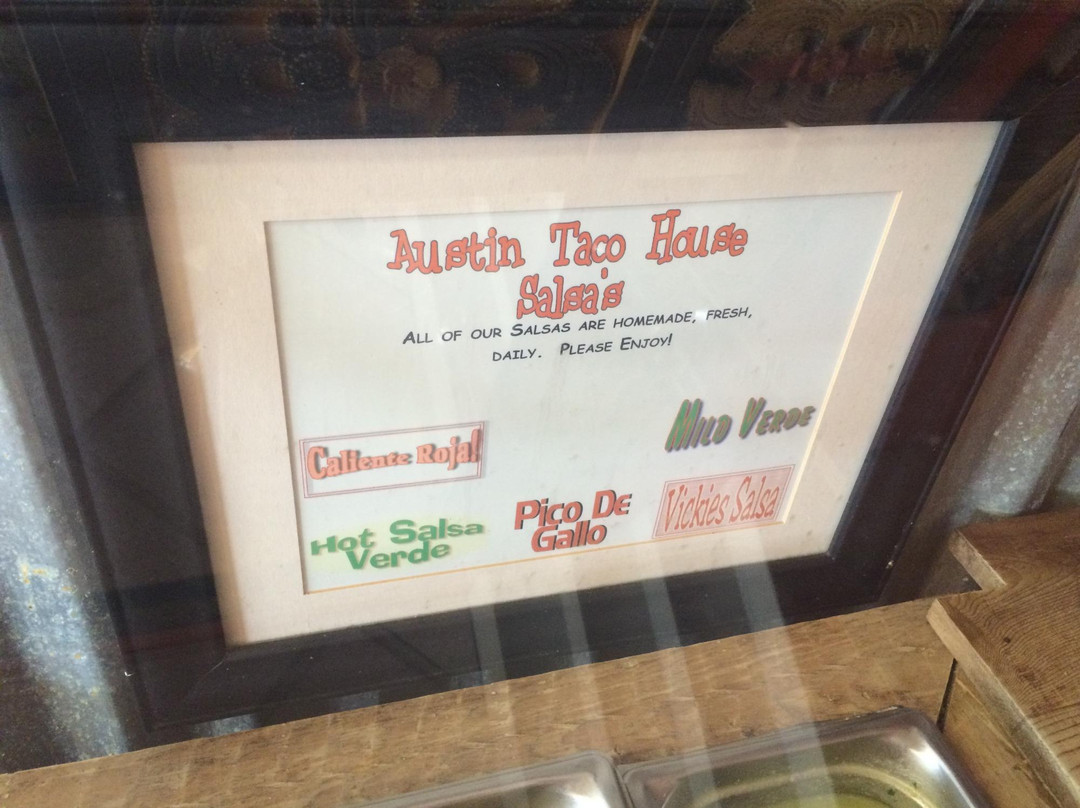 Austin Taco House
Salsa's
ALL OF OUR SALSAS ARE HOMEMADE, FRESH,
DAILY. PLEASE ENJOY!
Caliente Roja!
Mild Verde
Hot Salsa
Verde
Pico De
Gallo
Vickies Salsa